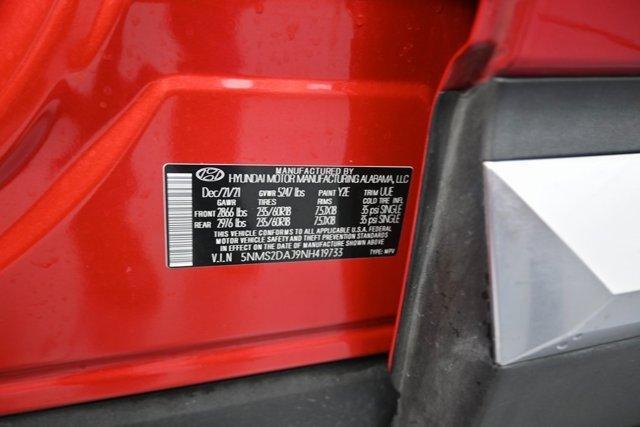 MANUFACTURED BY
HYUNDAI MOTOR MANUFACTURING ALABAMA, LLC
Dec/21/21 GVWR 5247 lbs PAINT Y2E TRIM UUE
GAWR TIRES RIMS COLD TIRE INFL
FRONT 2866 lbs 235/60R18 7.5JX18 35 psi SINGLE
REAR 2976 lbs 235/60R18 7.5JX18 35 psi SINGLE
THIS VEHICLE CONFORMS TO ALL APPLICABLE U.S.A. FEDERAL
MOTOR VEHICLE SAFETY AND THEFT PREVENTION STANDARDS
IN EFFECT ON THE DATE OF MANUFACTURE SHOWN ABOVE.
V.I.N 5NMS2DAJ9NH419733 TYPE: MPV